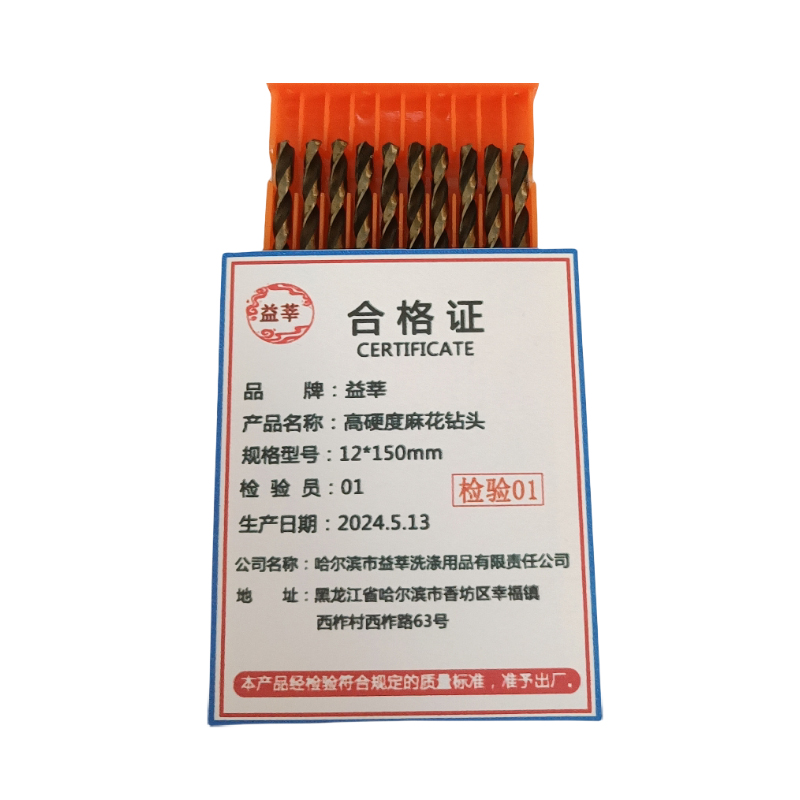 益莘
合格证
CERTIFICATE
品 牌：益莘
产品名称：高硬度麻花钻头
规格型号：12*150mm
检 验 员：01
检验01
生产日期：2024.5.13
公司名称：哈尔滨市益莘洗涤用品有限责任公司
地 址：黑龙江省哈尔滨市香坊区幸福镇
西柞村西柞路63号
本产品经检验符合规定的质量标准，准予出厂。